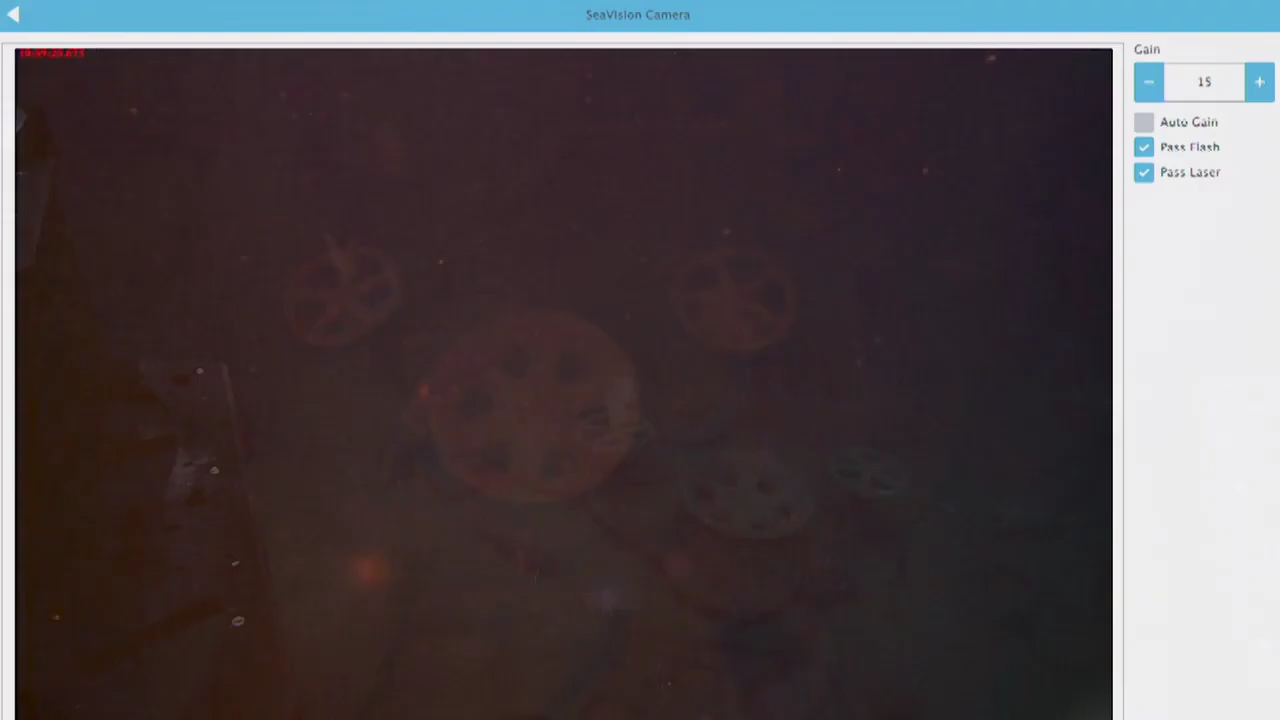 SeaVision Camera
Gain
- 15 +
Auto Gain
Pass Flash
Pass Laser